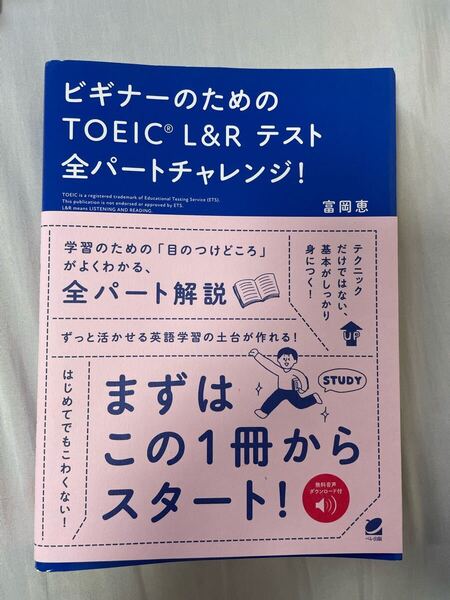 ビギナーのための
TOEIC® L&R テスト
全パートチャレンジ！
TOEIC is a registered trademark of Educational Testing Service (ETS).
This publication is not endorsed or approved by ETS.
L&R means LISTENING AND READING.
富岡恵
学習のための「目のつけどころ」
がよくわかる、
全パート解説
テクニック
だけではない、
基本がしっかり
身につく！
UP
ずっと活かせる英語学習の土台が作れる！
はじめてでもこわくない！
STUDY
まずは
この1冊から
スタート！
無料音声
ダウンロード付
ベレ出版